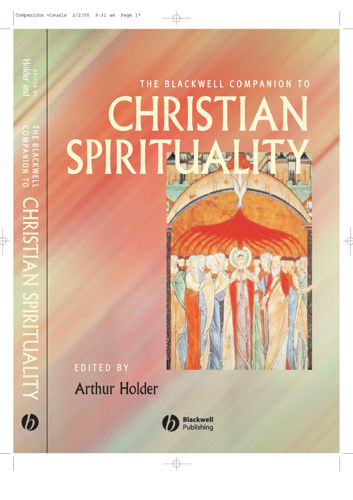 Companions visuals 2/2/05 9:31 am Page 17
EDITED BY
Holder and
THE BLACKWELL
COMPANION TO
CHRISTIAN SPIRITUALITY
THE BLACKWELL COMPANION TO
CHRISTIAN
SPIRITUALITY
EDITED BY
Arthur Holder
Blackwell
Publishing